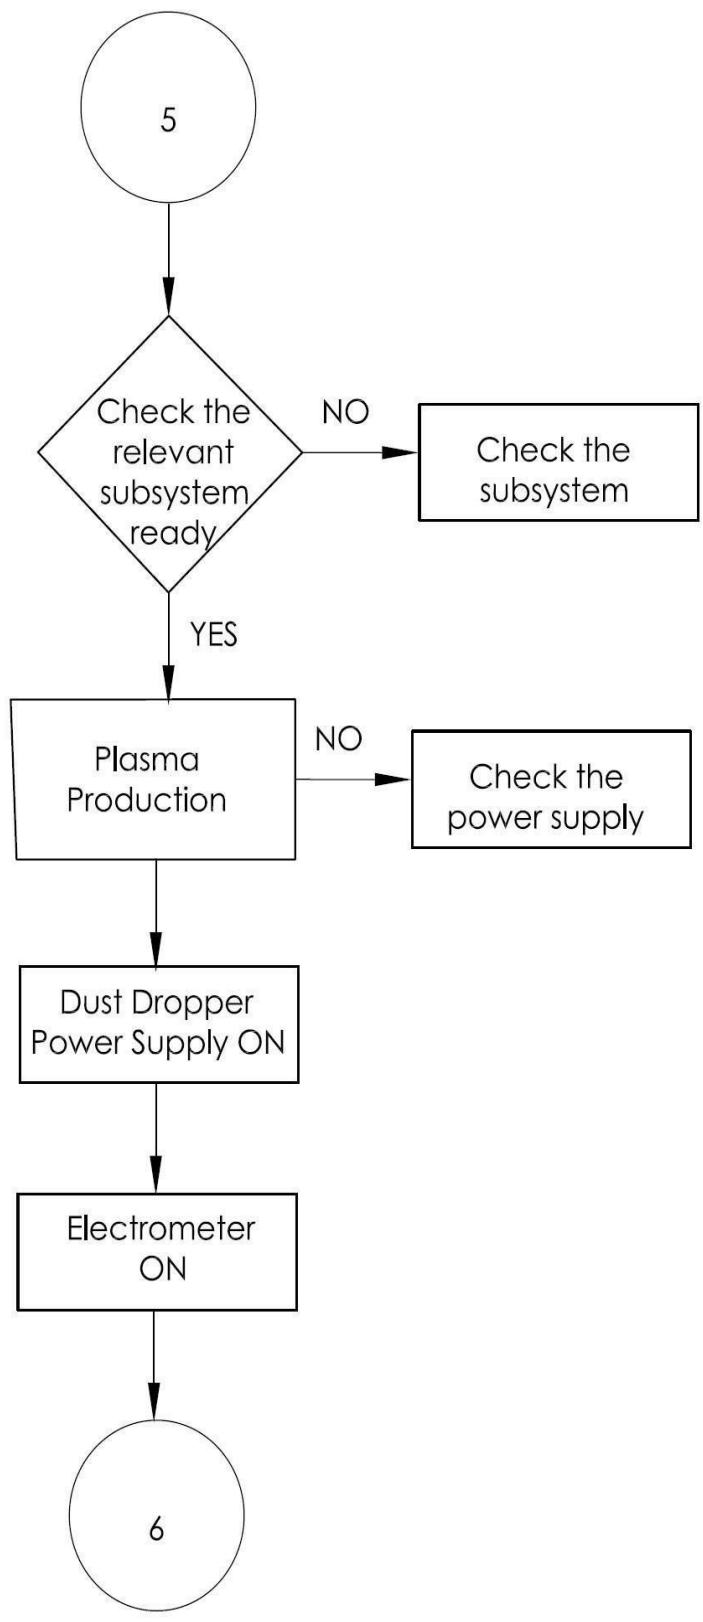 5
Check the
relevant
subsystem
ready
NO
Check the
subsystem
YES
Plasma
Production
NO
Check the
power supply
Dust Dropper
Power Supply ON
Electrometer
ON
6